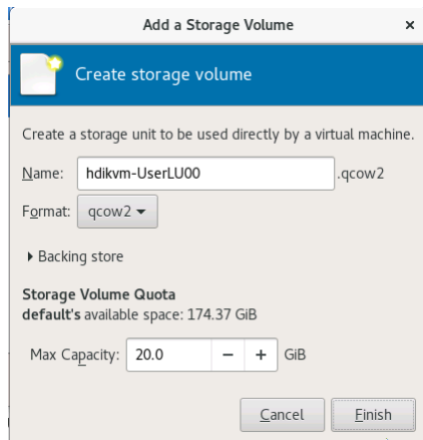 Add a Storage Volume
Create storage volume
Create a storage unit to be used directly by a virtual machine.
Name: hdikvm-UserLU00 .qcow2
Format: qcow2
Backing store
Storage Volume Quota
default's available space: 174.37 GiB
Max Capacity: 20.0 − + GiB
Cancel Finish